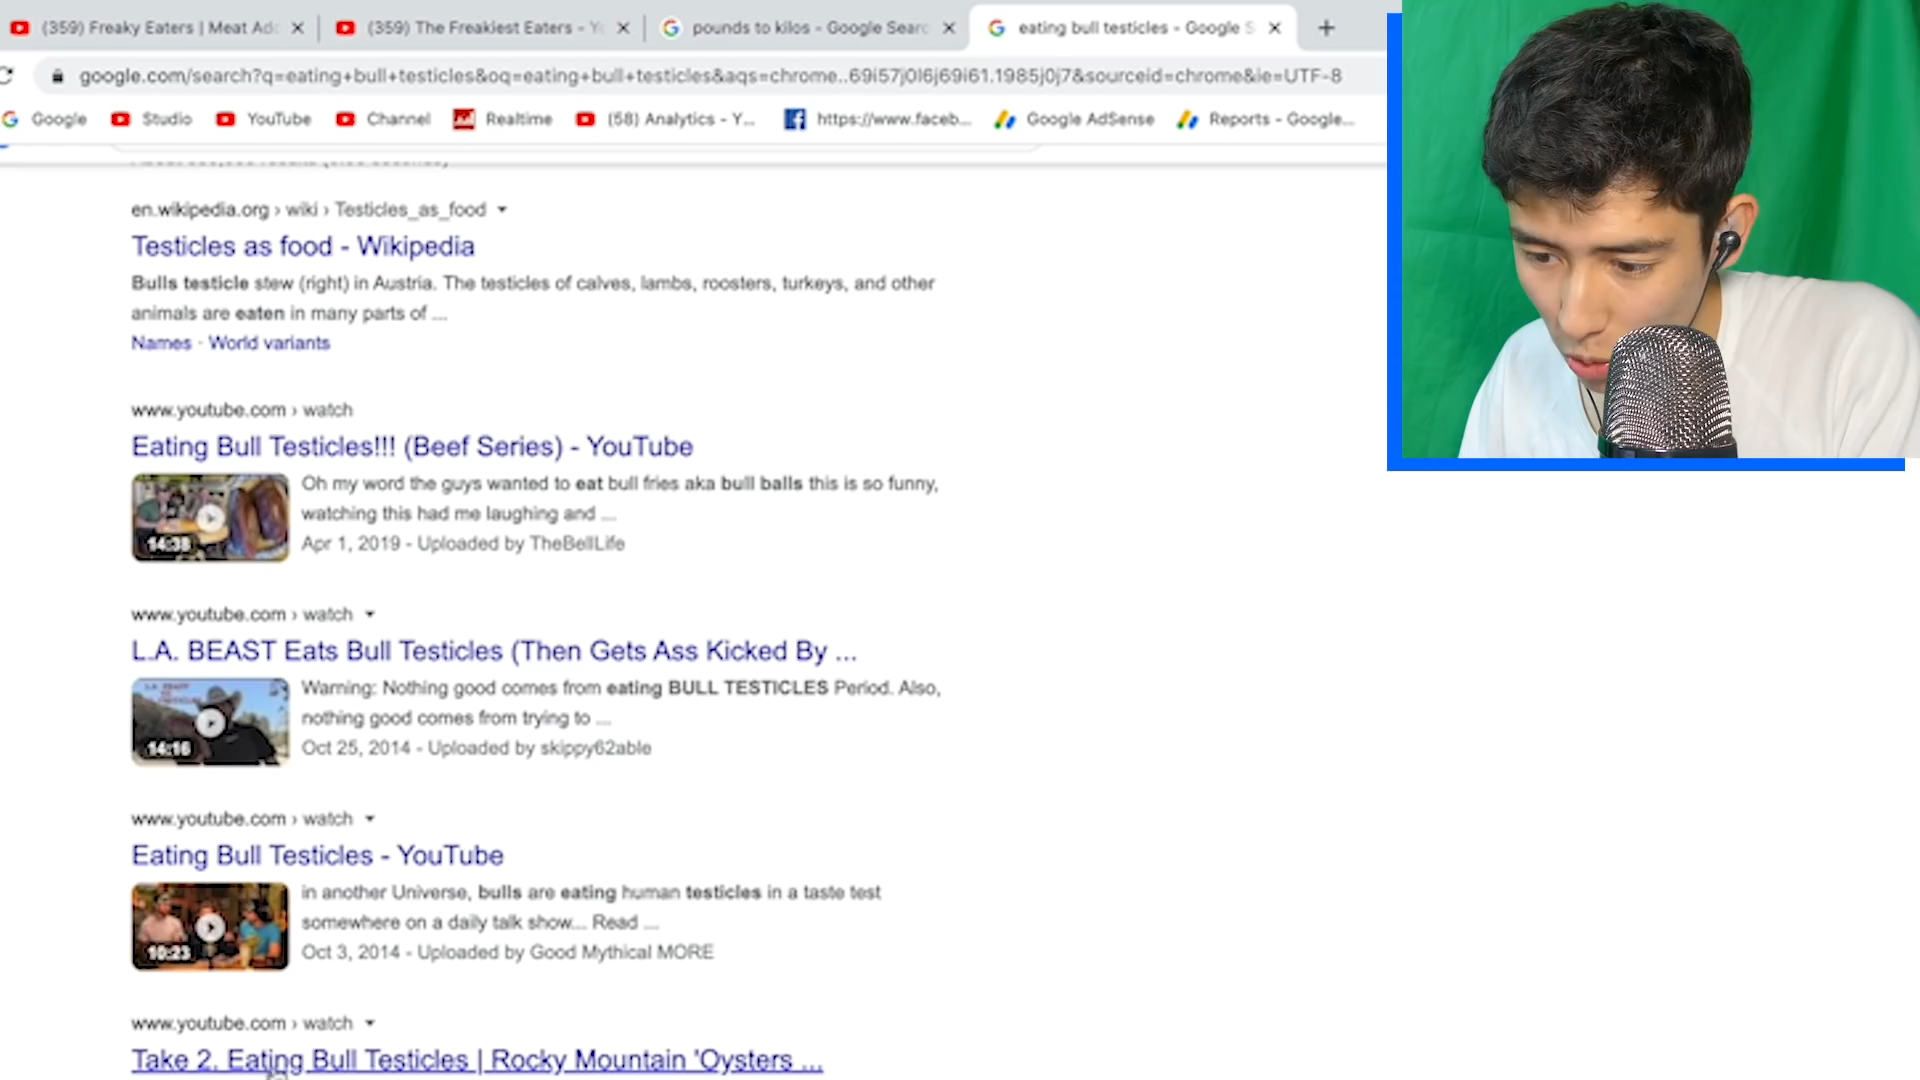 (359) Freaky Eaters | Meat Ad
(359) The Freakiest Eaters - Y
pounds to kilos - Google Searc
eating bull testicles - Google S
google.com/search?q=eating+bull+testicles&oq=eating+bull+testicles&aqs=chrome..69i57j0l6j69i61.1985j0j7&sourceid=chrome&ie=UTF-8
Google Studio YouTube Channel Realtime (58) Analytics - Y... https://www.faceb... Google AdSense Reports - Google...
en.wikipedia.org › wiki › Testicles_as_food
Testicles as food - Wikipedia
Bulls testicle stew (right) in Austria. The testicles of calves, lambs, roosters, turkeys, and other
animals are eaten in many parts of ...
Names · World variants
www.youtube.com › watch
Eating Bull Testicles!!! (Beef Series) - YouTube
Oh my word the guys wanted to eat bull fries aka bull balls this is so funny,
watching this had me laughing and ...
14:38
Apr 1, 2019 - Uploaded by TheBellLife
www.youtube.com › watch
L.A. BEAST Eats Bull Testicles (Then Gets Ass Kicked By ...
Warning: Nothing good comes from eating BULL TESTICLES Period. Also,
nothing good comes from trying to ...
14:16
Oct 25, 2014 - Uploaded by skippy62able
www.youtube.com › watch
Eating Bull Testicles - YouTube
in another Universe, bulls are eating human testicles in a taste test
somewhere on a daily talk show... Read ...
10:23
Oct 3, 2014 - Uploaded by Good Mythical MORE
www.youtube.com › watch
Take 2. Eating Bull Testicles | Rocky Mountain 'Oysters ...